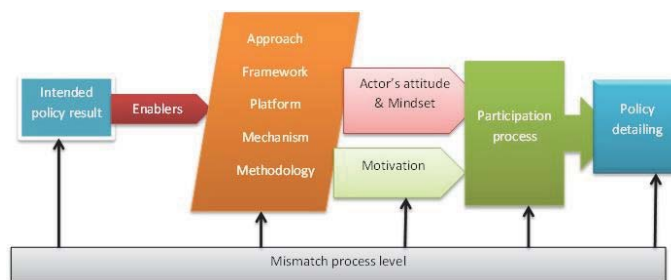 Intended
policy result
Enablers
Approach
Framework
Platform
Mechanism
Methodology
Actor's attitude
& Mindset
Motivation
Participation
process
Policy
detailing
Mismatch process level